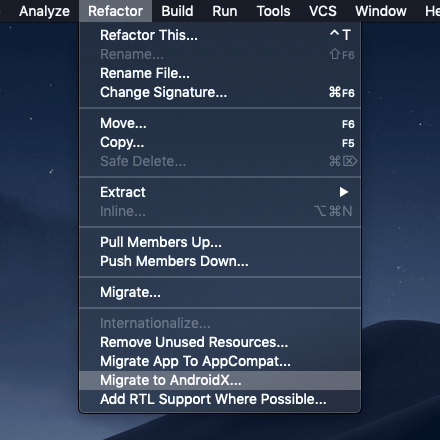 Analyze Refactor Build Run Tools VCS Window He
Refactor This... ⌃T
Rename... ⇧F6
Rename File...
Change Signature... ⌘F6
Move... F6
Copy... F5
Safe Delete... ⌘⌦
Extract ▶
Inline... ⌥⌘N
Pull Members Up...
Push Members Down...
Migrate...
Internationalize...
Remove Unused Resources...
Migrate App To AppCompat...
Migrate to AndroidX...
Add RTL Support Where Possible...